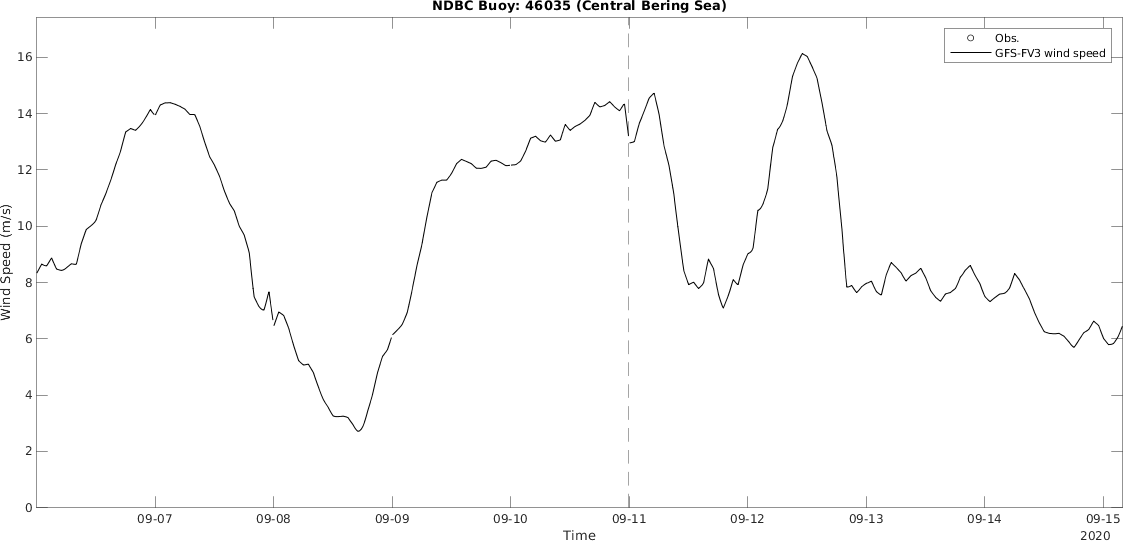 NDBC Buoy: 46035 (Central Bering Sea)
Obs.
GFS-FV3 wind speed
Wind Speed (m/s)
16
14
12
10
8
6
4
2
0
09-07 09-08 09-09 09-10 09-11 09-12 09-13 09-14 09-15
Time
2020